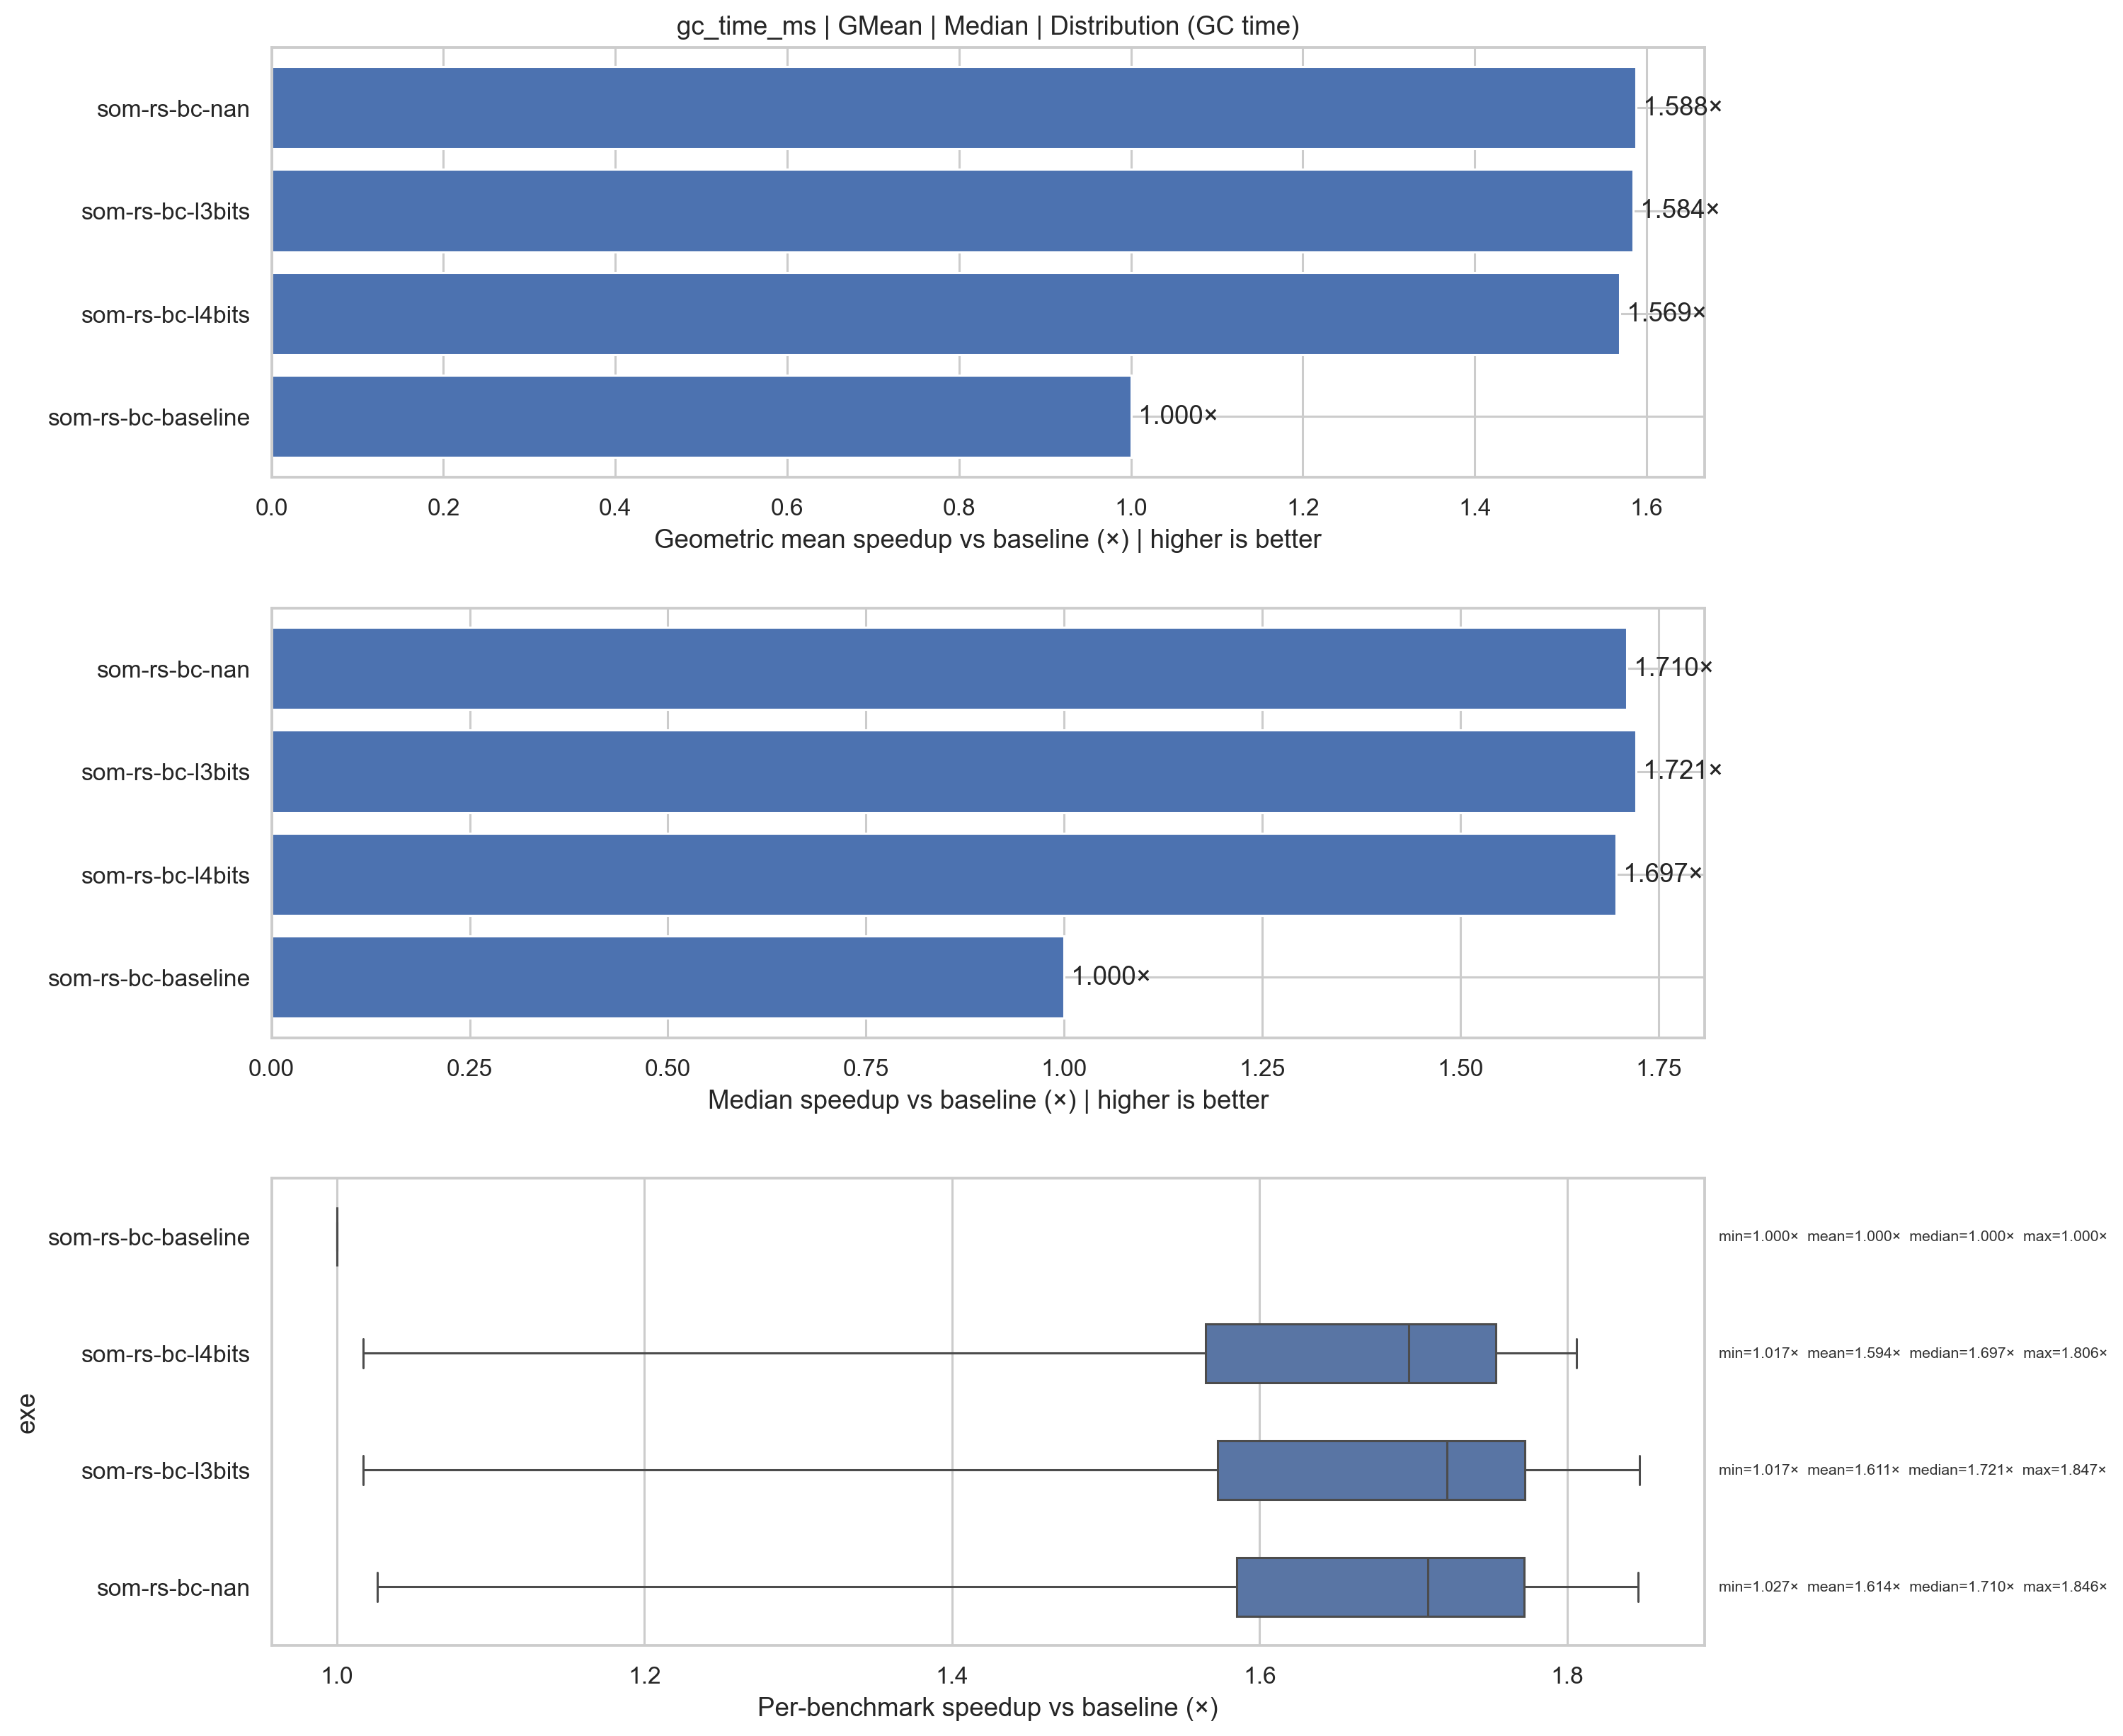 gc_time_ms | GMean | Median | Distribution (GC time)
som-rs-bc-nan
1.588×
som-rs-bc-l3bits
1.584×
som-rs-bc-l4bits
1.569×
som-rs-bc-baseline
1.000×
0.0 0.2 0.4 0.6 0.8 1.0 1.2 1.4 1.6
Geometric mean speedup vs baseline (×) | higher is better
som-rs-bc-nan
1.710×
som-rs-bc-l3bits
1.721×
som-rs-bc-l4bits
1.697×
som-rs-bc-baseline
1.000×
0.00 0.25 0.50 0.75 1.00 1.25 1.50 1.75
Median speedup vs baseline (×) | higher is better
exe
som-rs-bc-baseline
min=1.000× mean=1.000× median=1.000× max=1.000×
som-rs-bc-l4bits
min=1.017× mean=1.594× median=1.697× max=1.806×
som-rs-bc-l3bits
min=1.017× mean=1.611× median=1.721× max=1.847×
som-rs-bc-nan
min=1.027× mean=1.614× median=1.710× max=1.846×
1.0 1.2 1.4 1.6 1.8
Per-benchmark speedup vs baseline (×)